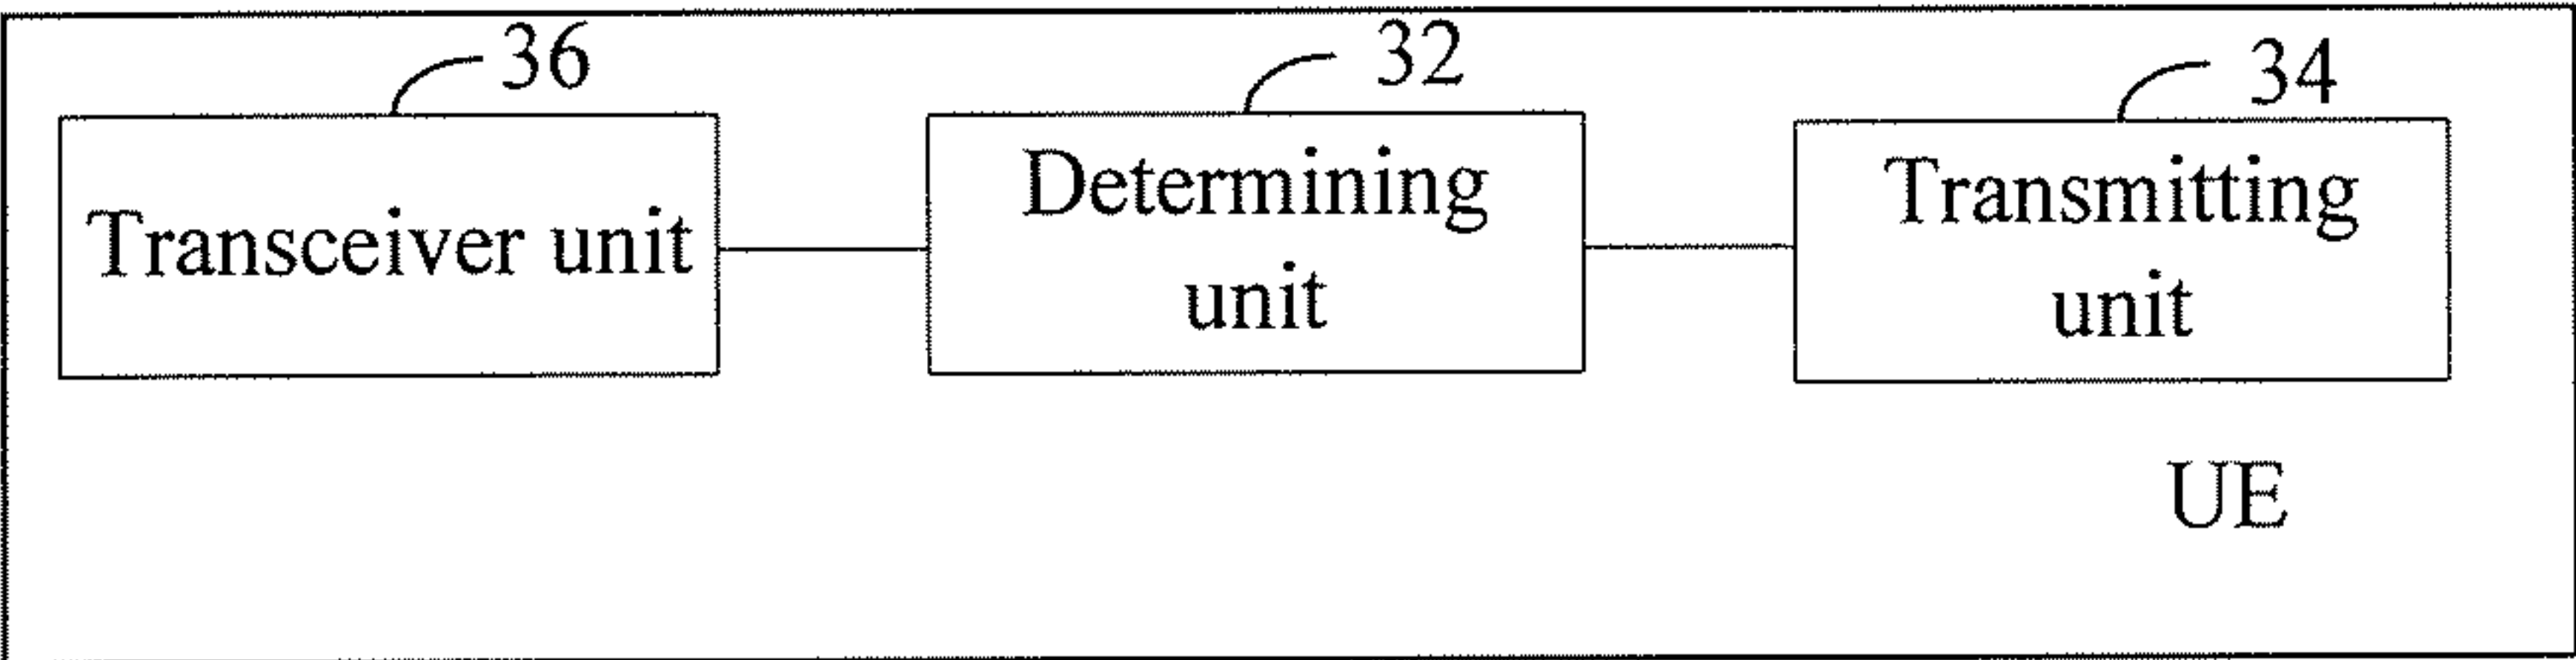 36
32
34
Transceiver unit
Determining
unit
Transmitting
unit
UE